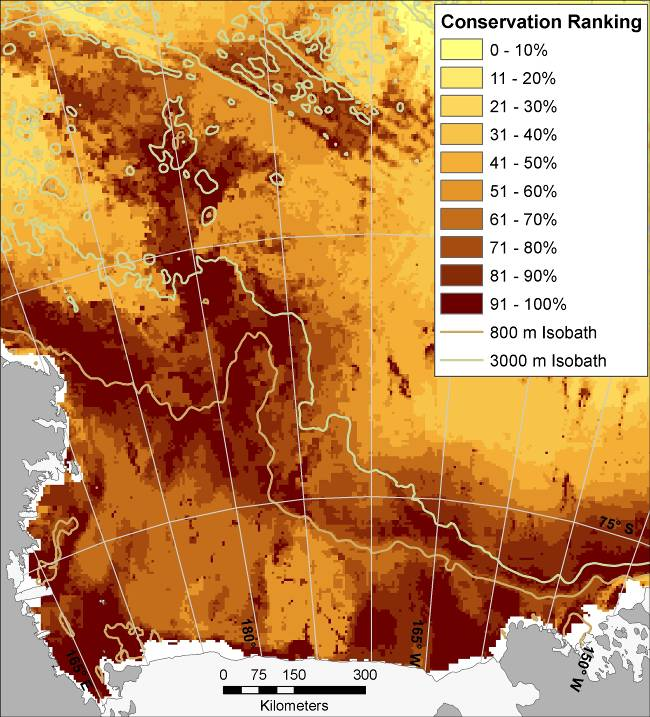 Conservation Ranking
0 - 10%
11 - 20%
21 - 30%
31 - 40%
41 - 50%
51 - 60%
61 - 70%
71 - 80%
81 - 90%
91 - 100%
800 m Isobath
3000 m Isobath
75° S
180°
165° W
150° W
165° E
0 75 150 300
Kilometers